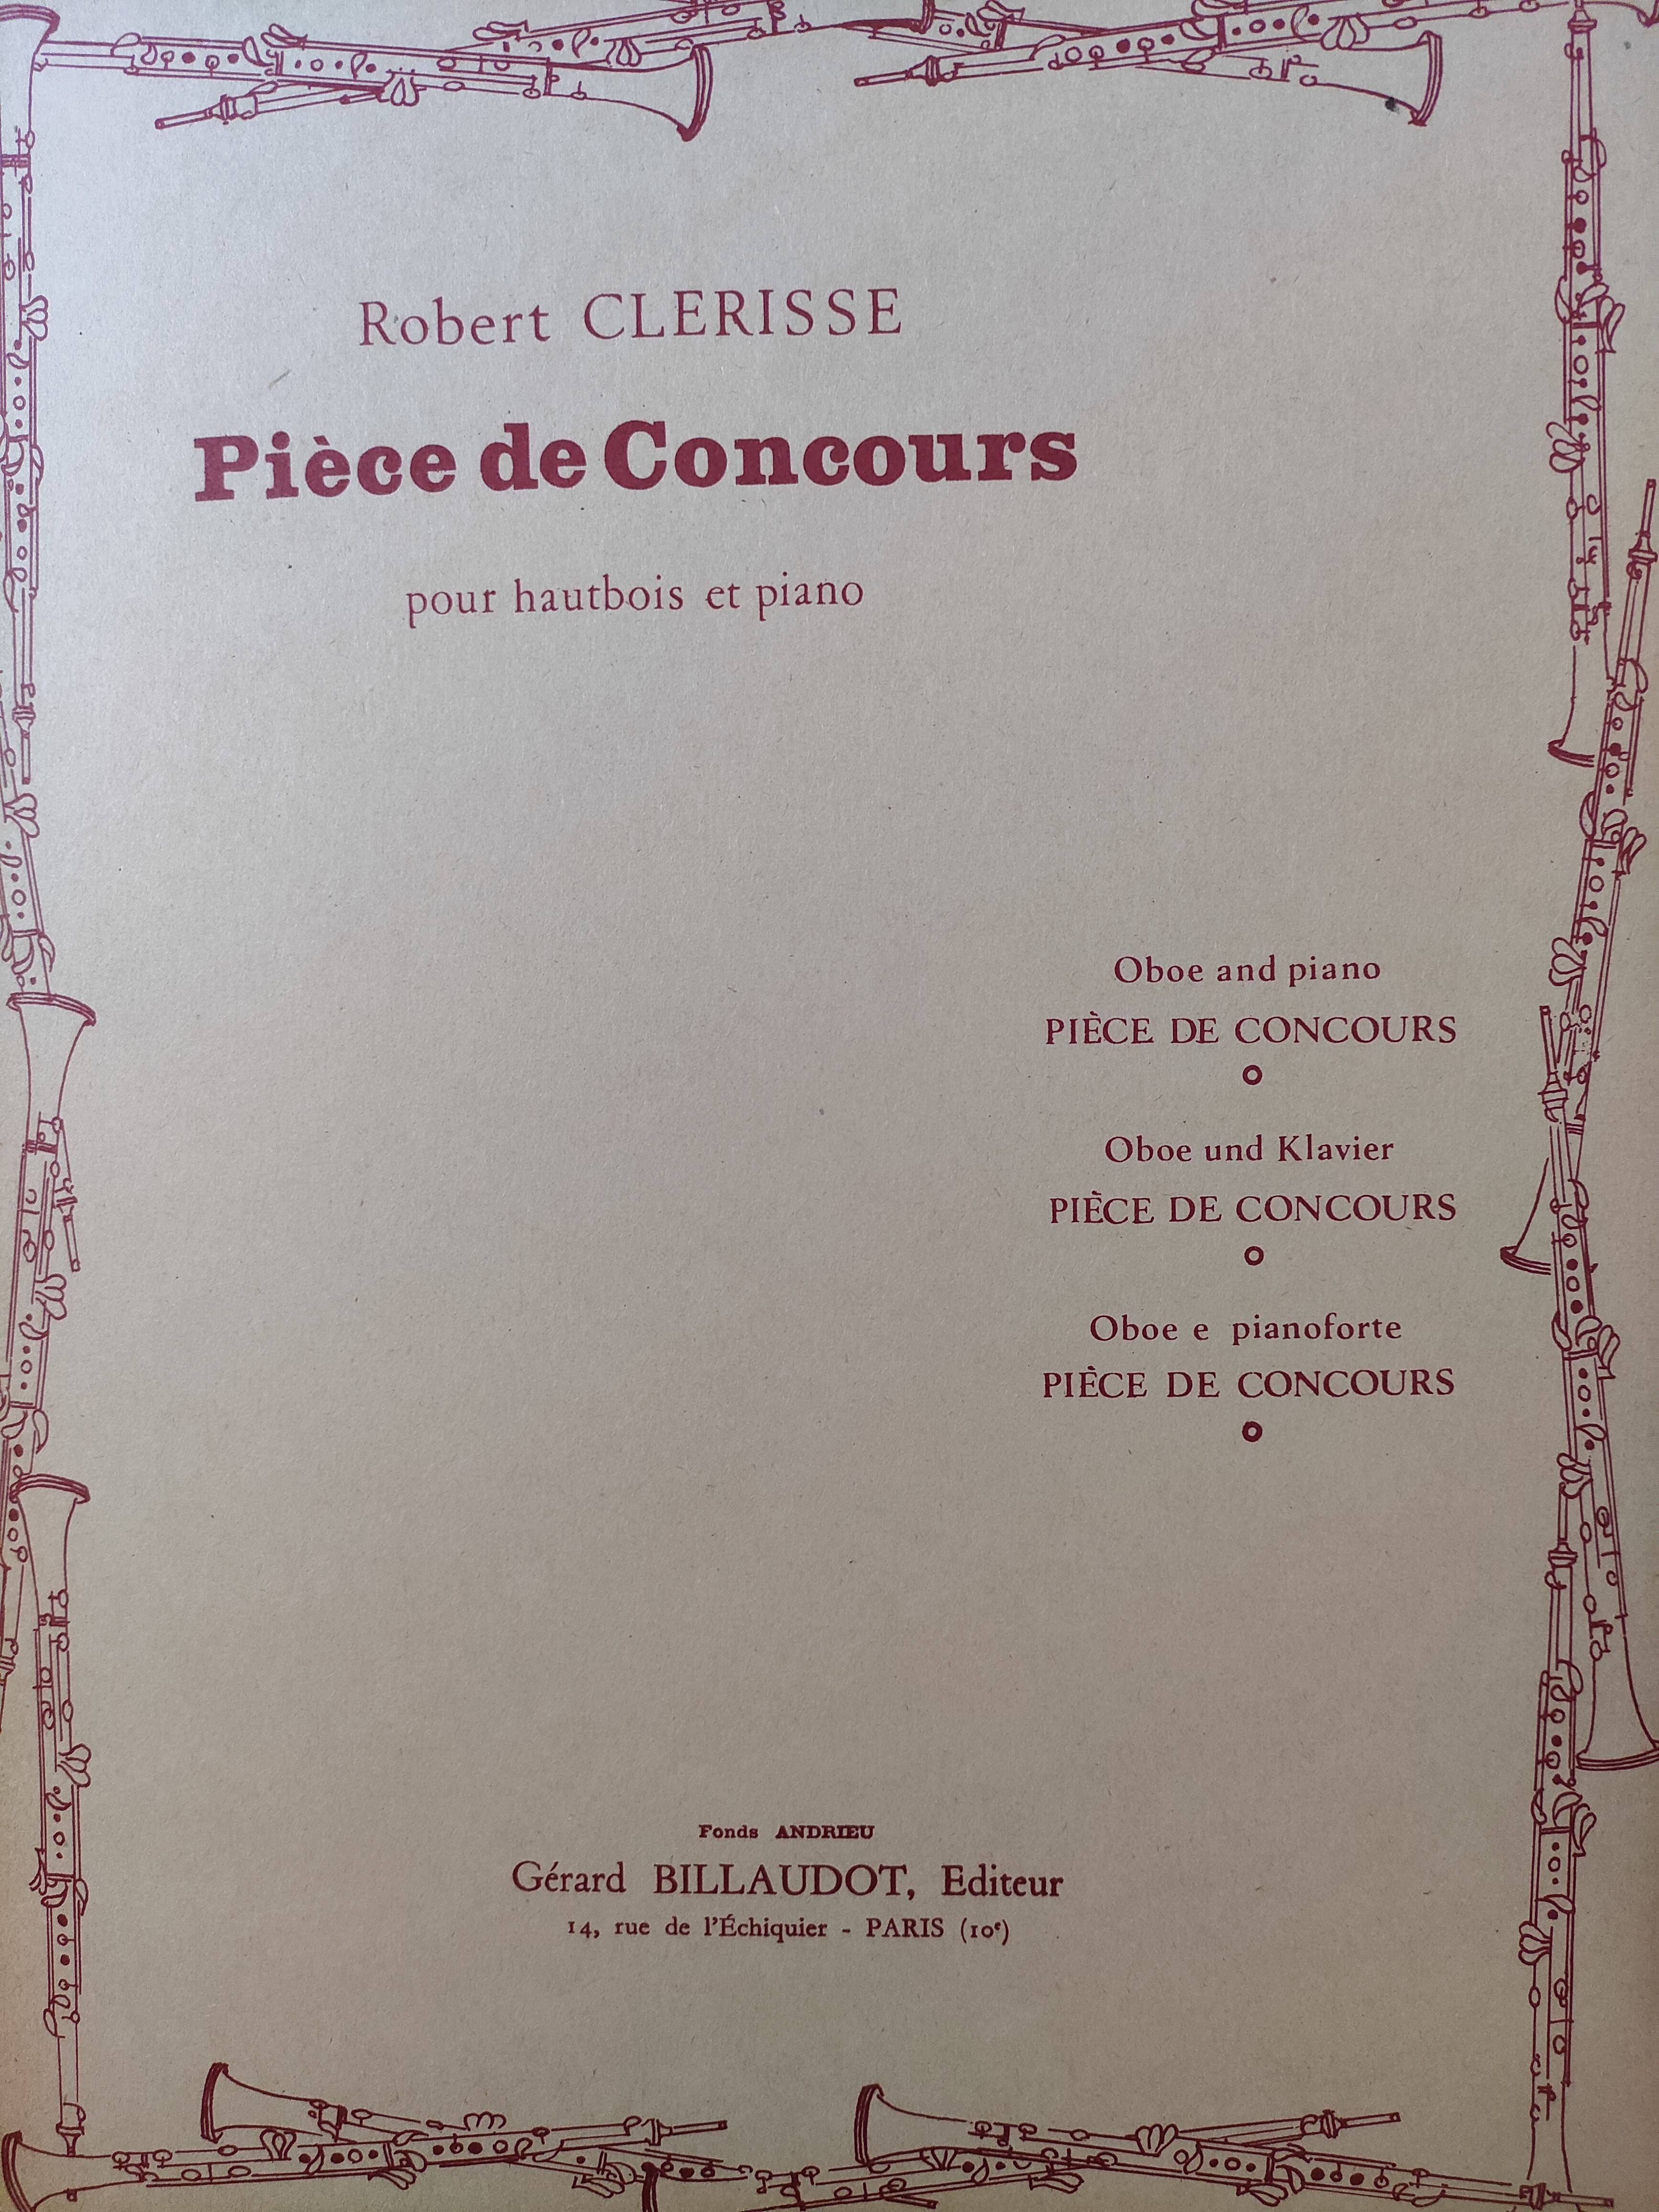 Robert CLERISSE
Pièce de Concours
pour hautbois et piano
Oboe and piano
PIÈCE DE CONCOURS
Oboe und Klavier
PIÈCE DE CONCOURS
Oboe e pianoforte
PIÈCE DE CONCOURS
Fonds ANDRIEU
Gérard BILLAUDOT, Editeur
14, rue de l'Échiquier - PARIS (10e)